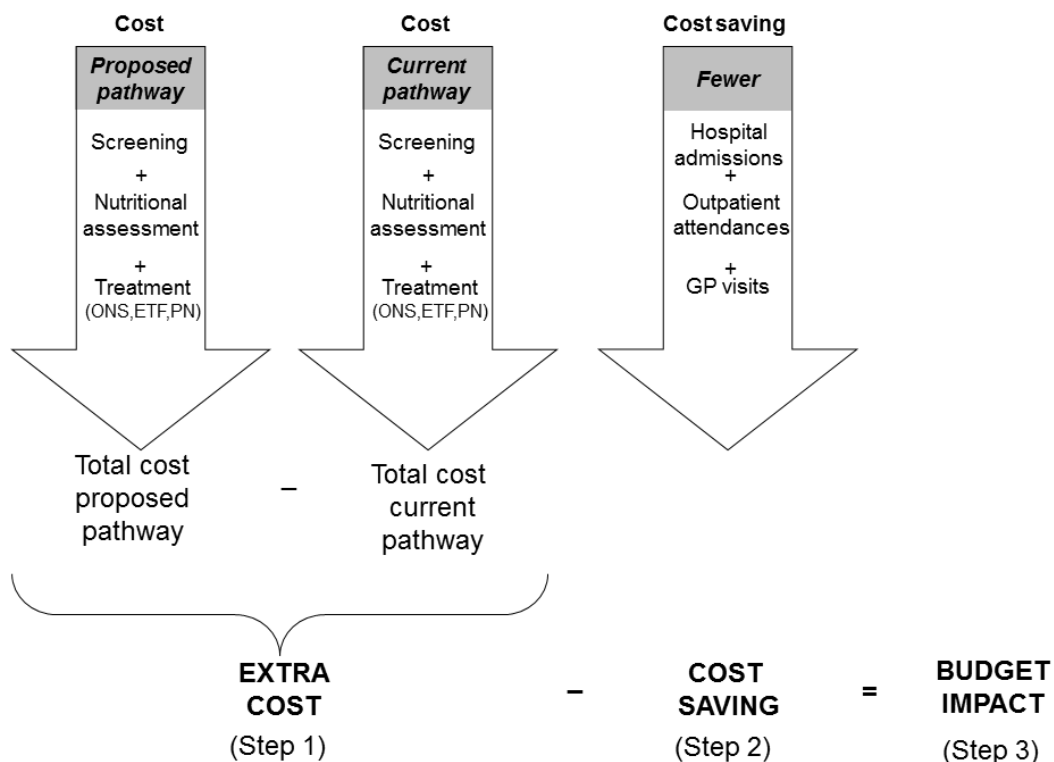 Cost
Proposed
pathway
Screening
+
Nutritional
assessment
+
Treatment
(ONS,ETF,PN)
Total cost
proposed
pathway
–
Cost
Current
pathway
Screening
+
Nutritional
assessment
+
Treatment
(ONS,ETF,PN)
Total cost
current
pathway
Cost saving
Fewer
Hospital
admissions
+
Outpatient
attendances
+
GP visits
EXTRA
COST
(Step 1)
–
COST
SAVING
(Step 2)
=
BUDGET
IMPACT
(Step 3)